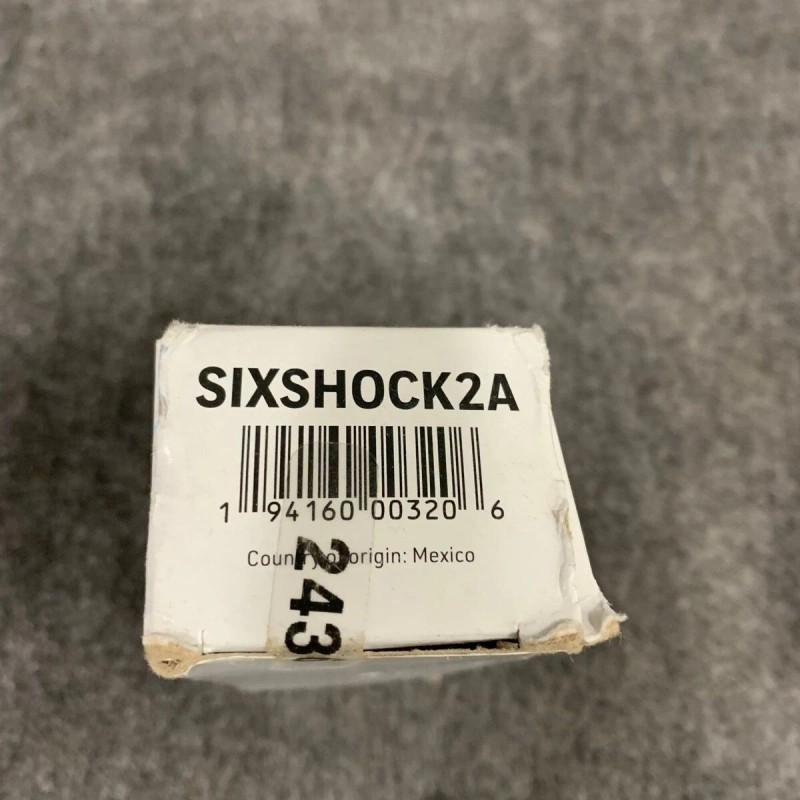 SIXSHOCK2A
1 94160 00320 6
Country of origin: Mexico
243